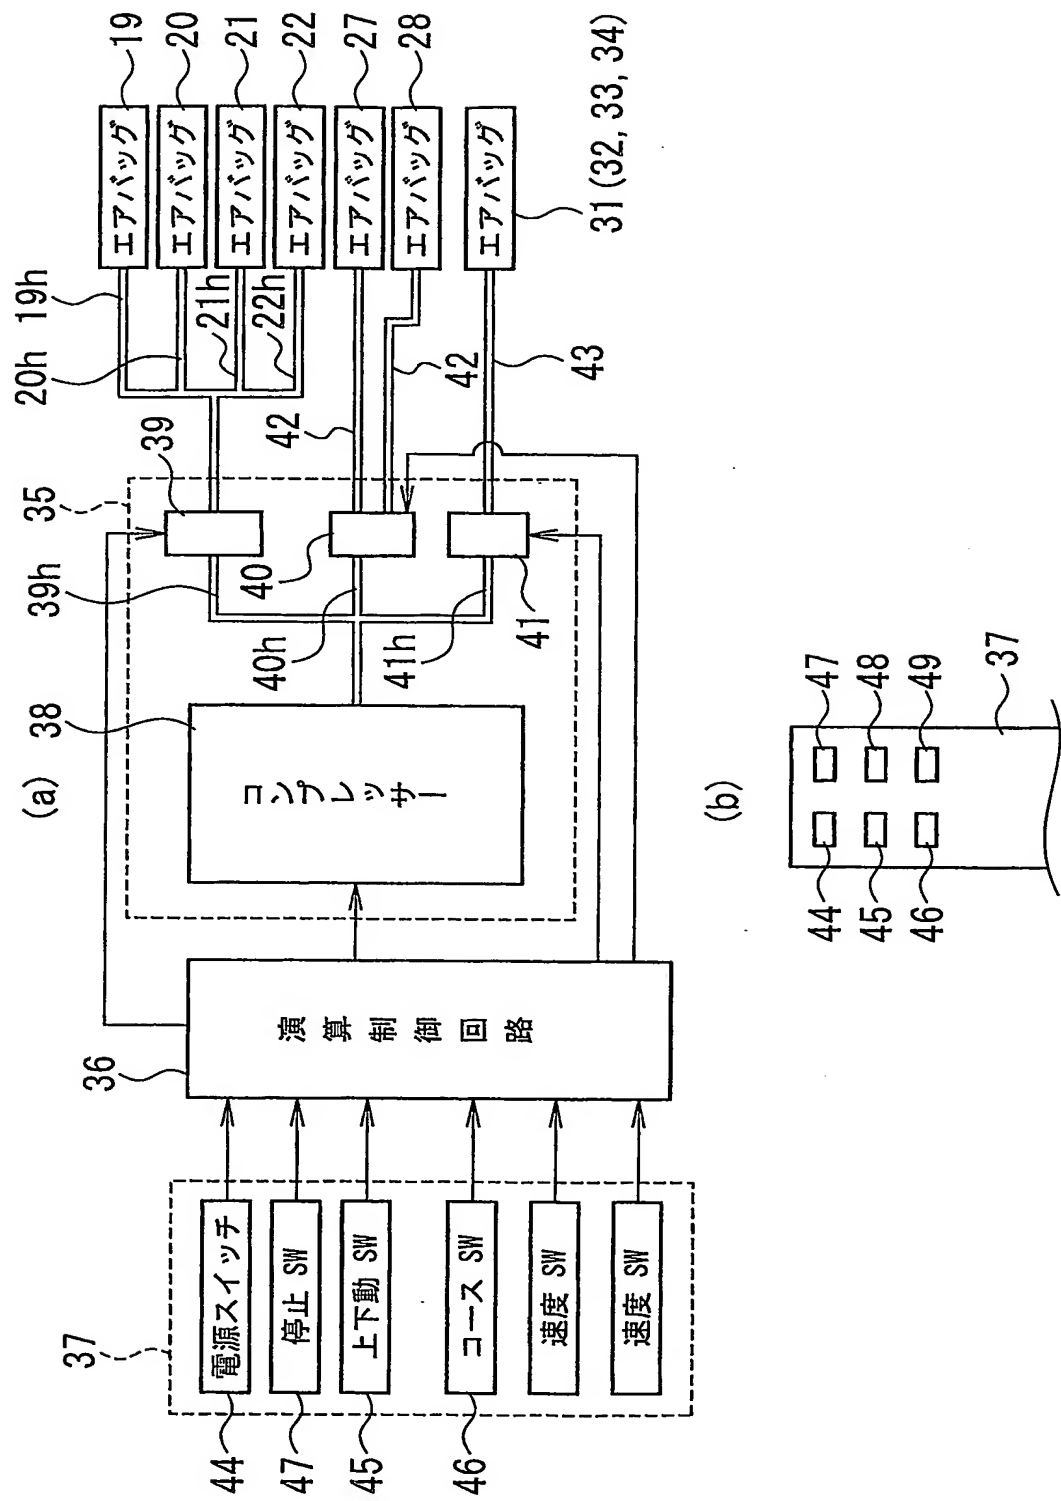 (a)
37
44
電源スイッチ
47
停止 SW
45
上下動 SW
46
コース SW
速度 SW
速度 SW
36
演算制御回路
35
38
コンプレッサー
39h
40h
41h
39
40
41
19h
20h
21h
22h
42
42
43
エアバッグ 19
エアバッグ 20
エアバッグ 21
エアバッグ 22
エアバッグ 27
エアバッグ 28
エアバッグ
31 (32, 33, 34)
(b)
44
47
45
48
46
49
37